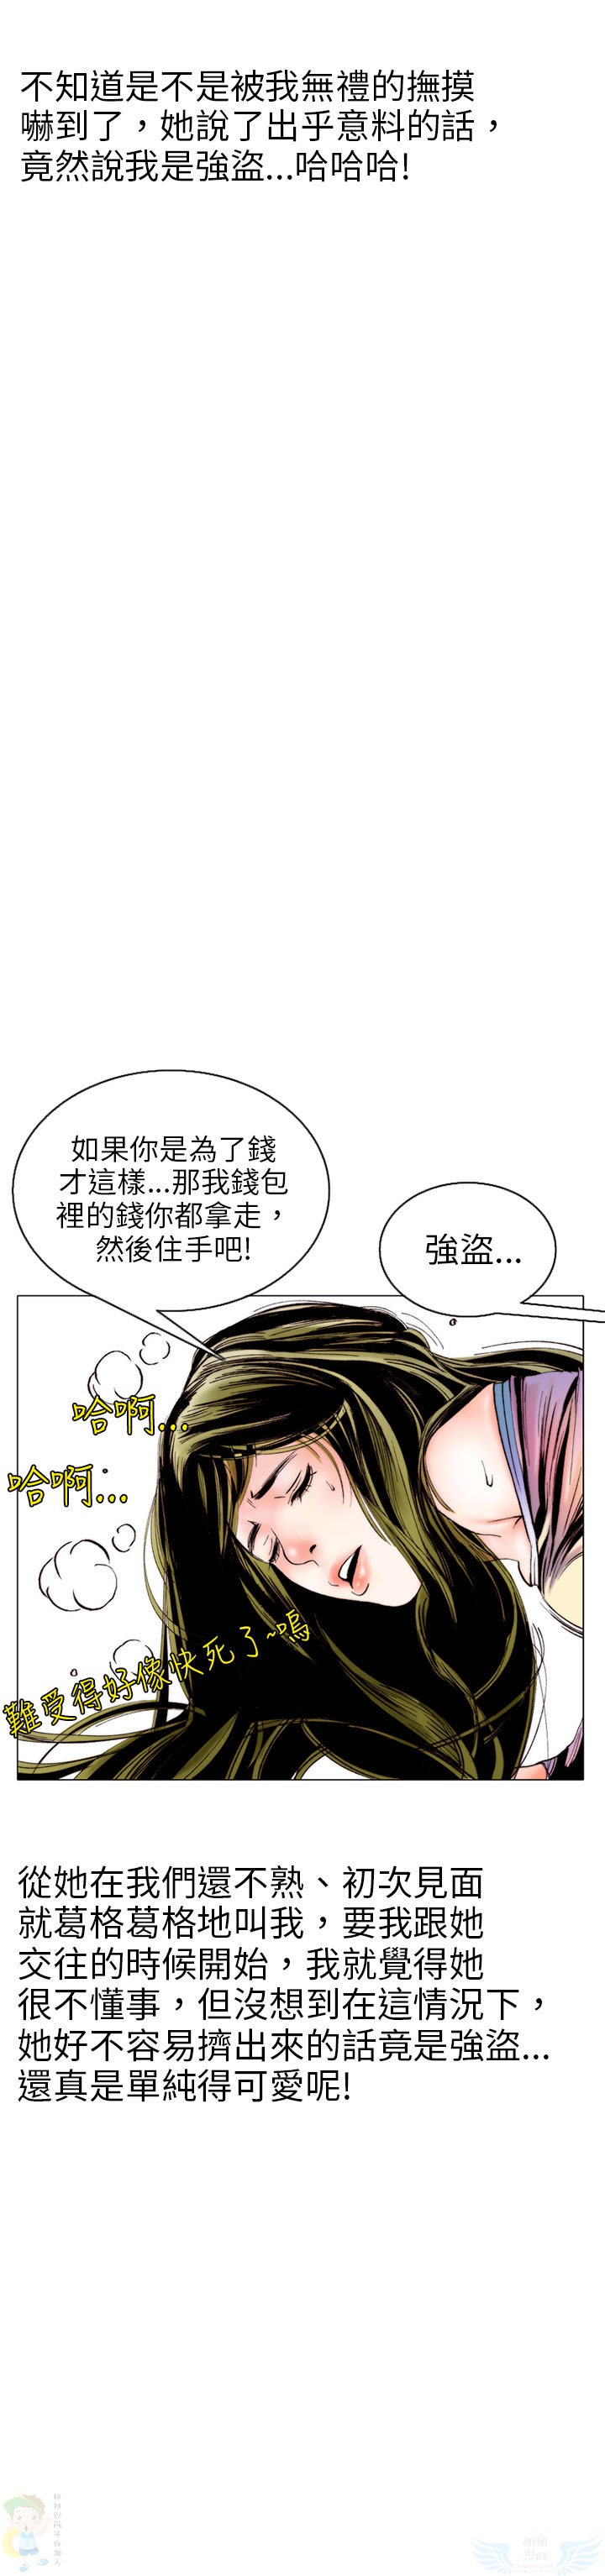 不知道是不是被我無禮的撫摸
嚇到了，她說了出乎意料的話，
竟然說我是強盜...哈哈哈!
如果你是為了錢
才這樣...那我錢包
裡的錢你都拿走，
然後住手吧!
強盜...
哈啊...
哈啊...
難受得好像快死了~嗚
從她在我們還不熟、初次見面
就葛格葛格地叫我，要我跟她
交往的時候開始，我就覺得她
很不懂事，但沒想到在這情況下，
她好不容易擠出來的話竟是強盜...
還真是單純得可愛呢!